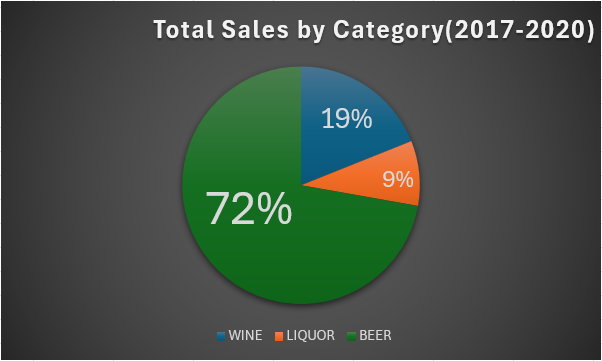 Total Sales by Category(2017-2020)
19%
9%
72%
WINE LIQUOR BEER